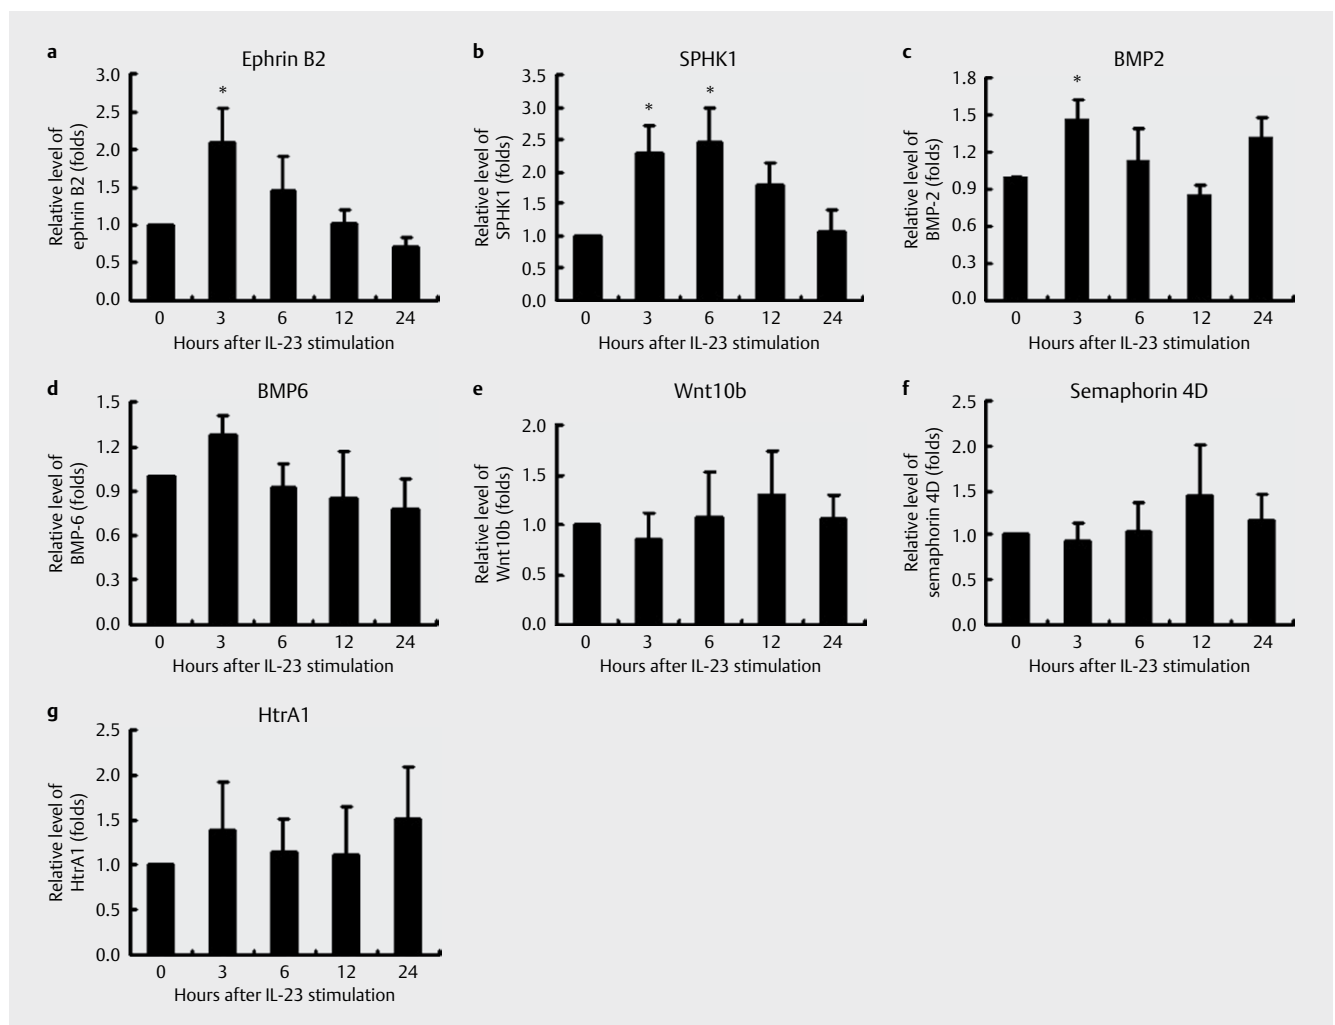 a Ephrin B2
Relative level of
ephrin B2 (folds)
3.0
2.5
2.0
1.5
1.0
0.5
0.0
*
0 3 6 12 24
Hours after IL-23 stimulation
b SPHK1
Relative level of
SPHK1 (folds)
3.5
3.0
2.5
2.0
1.5
1.0
0.5
0.0
* *
0 3 6 12 24
Hours after IL-23 stimulation
c BMP2
Relative level of
BMP-2 (folds)
1.8
1.5
1.2
0.9
0.6
0.3
0.0
*
0 3 6 12 24
Hours after IL-23 stimulation
d BMP6
Relative level of
BMP-6 (folds)
1.5
1.2
0.9
0.6
0.3
0.0
0 3 6 12 24
Hours after IL-23 stimulation
e Wnt10b
Relative level of
Wnt10b (folds)
2.0
1.5
1.0
0.5
0.0
0 3 6 12 24
Hours after IL-23 stimulation
f Semaphorin 4D
Relative level of
semaphorin 4D (folds)
2.5
2.0
1.5
1.0
0.5
0.0
0 3 6 12 24
Hours after IL-23 stimulation
g HtrA1
Relative level of
HtrA1 (folds)
2.5
2.0
1.5
1.0
0.5
0.0
0 3 6 12 24
Hours after IL-23 stimulation